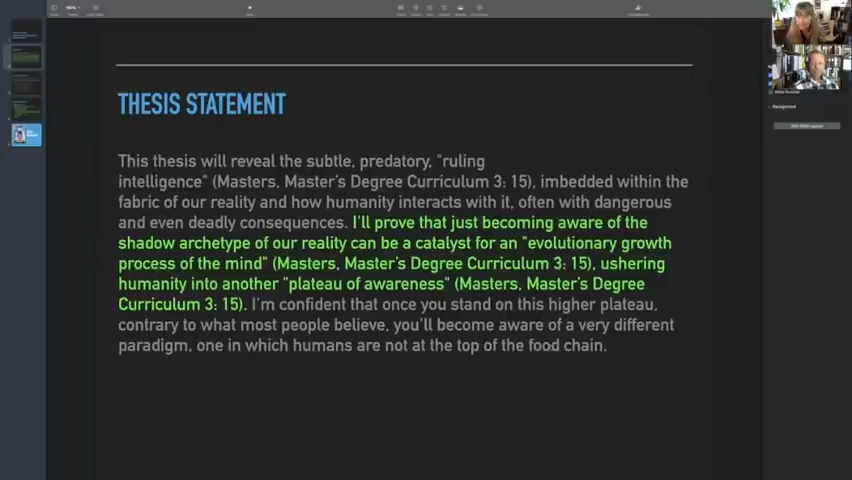 THESIS STATEMENT
This thesis will reveal the subtle, predatory, "ruling
intelligence" (Masters, Master's Degree Curriculum 3: 15), imbedded within the
fabric of our reality and how humanity interacts with it, often with dangerous
and even deadly consequences. I'll prove that just becoming aware of the
shadow archetype of our reality can be a catalyst for an "evolutionary growth
process of the mind" (Masters, Master's Degree Curriculum 3: 15), ushering
humanity into another "plateau of awareness" (Masters, Master's Degree
Curriculum 3: 15). I'm confident that once you stand on this higher plateau,
contrary to what most people believe, you'll become aware of a very different
paradigm, one in which humans are not at the top of the food chain.
Background